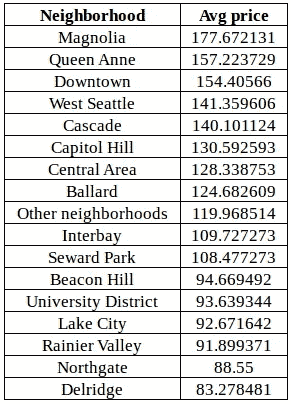 Neighborhood Avg price
Magnolia 177.672131
Queen Anne 157.223729
Downtown 154.40566
West Seattle 141.359606
Cascade 140.101124
Capitol Hill 130.592593
Central Area 128.338753
Ballard 124.682609
Other neighborhoods 119.968514
Interbay 109.727273
Seward Park 108.477273
Beacon Hill 94.669492
University District 93.639344
Lake City 92.671642
Rainier Valley 91.899371
Northgate 88.55
Delridge 83.278481